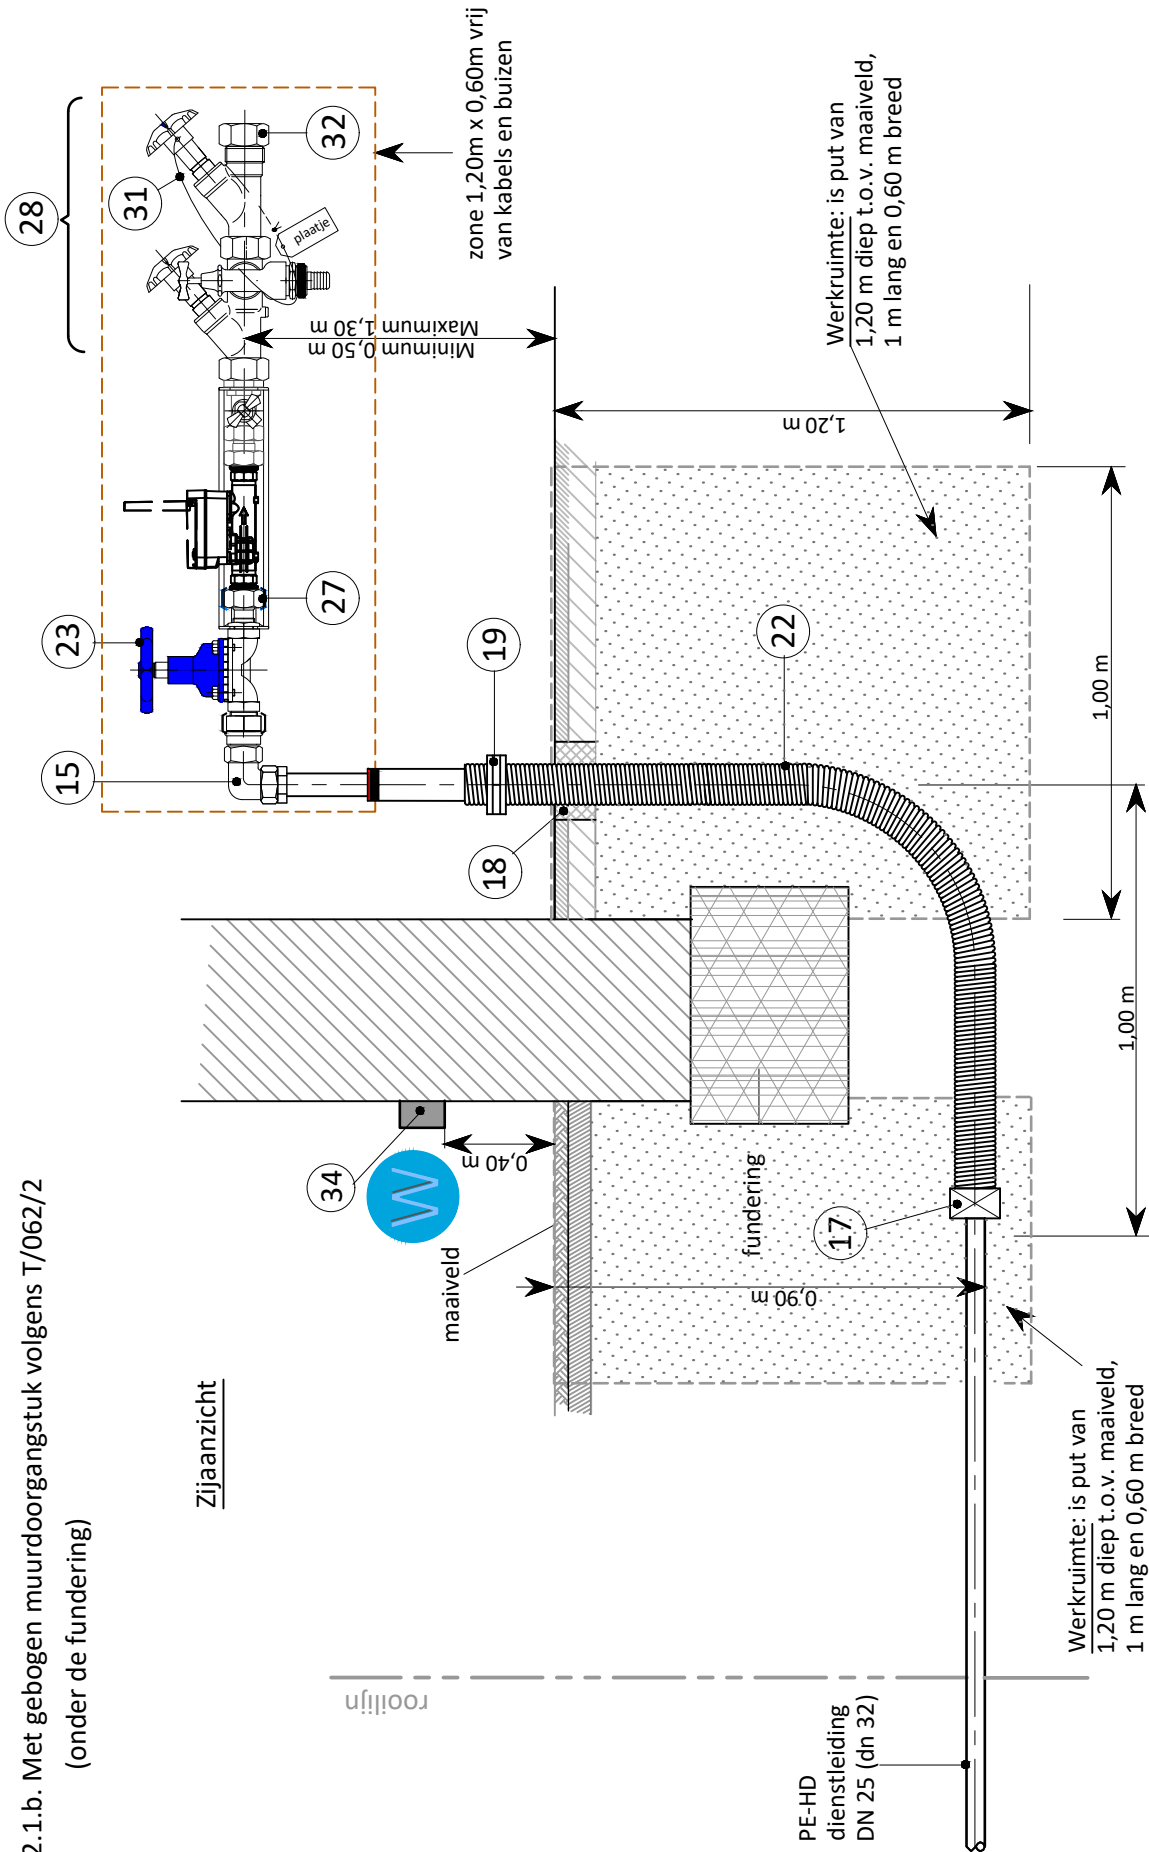 2.1.b. Met gebogen muurdoorgangstuk volgens T/062/2
(onder de fundering)
Zijaanzicht
28
31
32
23
27
15
19
18
22
34
17
plaatje
zone 1,20m x 0,60m vrij
van kabels en buizen
Minimum 0,50 m
Maximum 1,30 m
Werkruimte: is put van
1,20 m diep t.o.v. maaiveld,
1 m lang en 0,60 m breed
1,20 m
1,00 m
1,00 m
W
0,40 m
maaiveld
fundering
0,90 m
Werkruimte: is put van
1,20 m diep t.o.v. maaiveld,
1 m lang en 0,60 m breed
rooilijn
PE-HD
dienstleiding
DN 25 (dn 32)